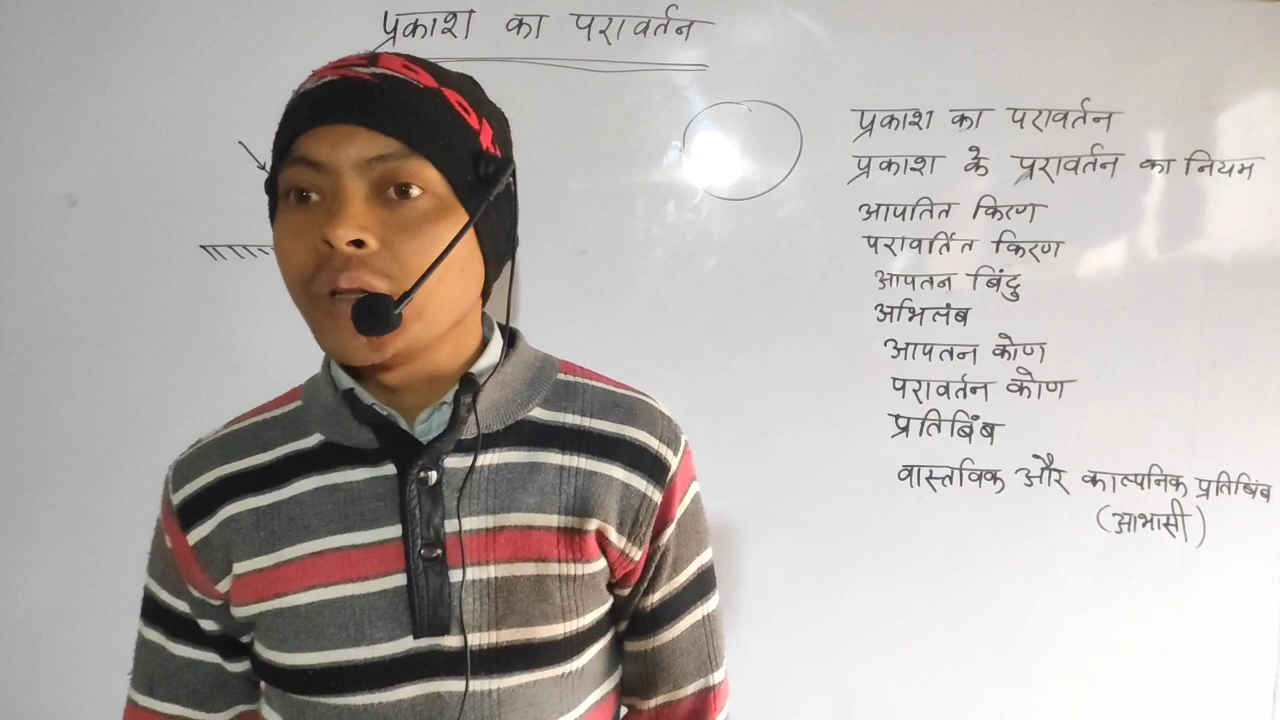 प्रकाश का परावर्तन
प्रकाश का परावर्तन
प्रकाश के परावर्तन का नियम
आपतित किरण
परावर्तित किरण
आपतन बिंदु
अभिलंब
आपतन कोण
परावर्तन कोण
प्रतिबिंब
वास्तविक और काल्पनिक प्रतिबिंब
(आभासी)